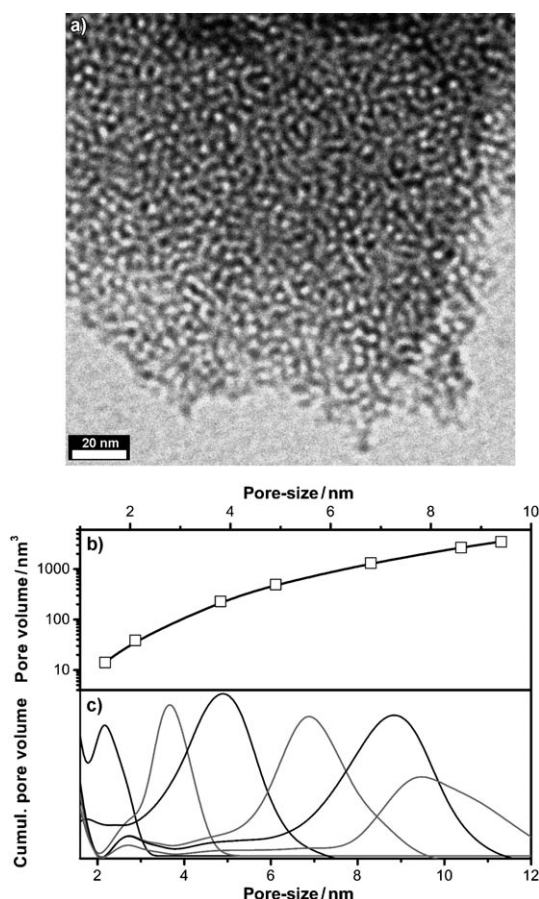 a)
20 nm
Pore-size / nm
2 4 6 8 10
b)
Pore volume / nm³
1000
100
10
c)
Cumul. pore volume
2 4 6 8 10 12
Pore-size / nm